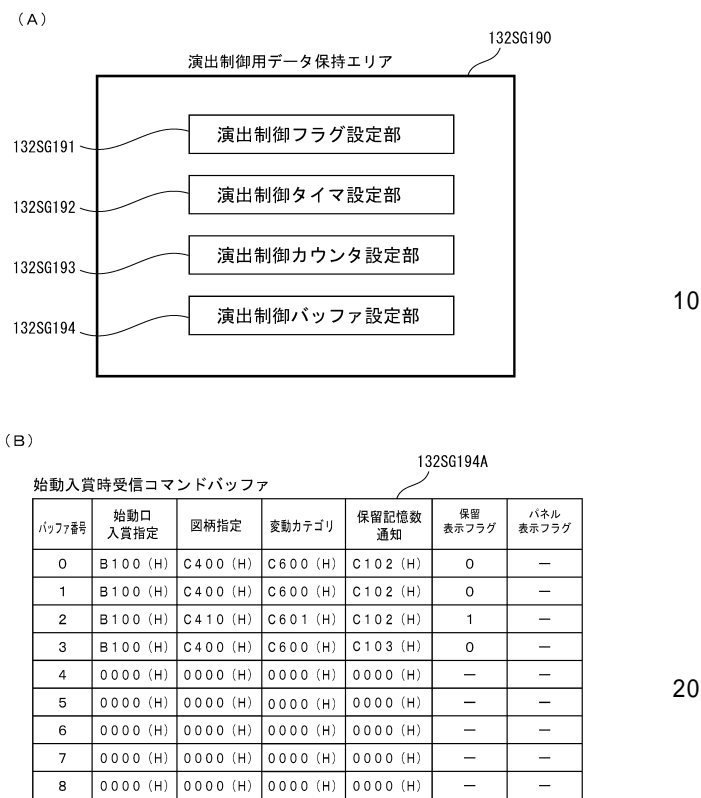 (A)
132SG190
演出制御用データ保持エリア
132SG191
演出制御フラグ設定部
132SG192
演出制御タイマ設定部
132SG193
演出制御カウンタ設定部
10
132SG194
演出制御バッファ設定部
(B)
132SG194A
始動入賞時受信コマンドバッファ
バッファ番号 始動口入賞指定 図柄指定 変動カテゴリ 保留記憶数通知 保留表示フラグ パネル表示フラグ
0 B100(H) C400(H) C600(H) C102(H) 0 ―
1 B100(H) C400(H) C600(H) C102(H) 0 ―
2 B100(H) C410(H) C601(H) C102(H) 1 ―
3 B100(H) C400(H) C600(H) C103(H) 0 ―
4 0000(H) 0000(H) 0000(H) 0000(H) ― ―
5 0000(H) 0000(H) 0000(H) 0000(H) ― ―
20
6 0000(H) 0000(H) 0000(H) 0000(H) ― ―
7 0000(H) 0000(H) 0000(H) 0000(H) ― ―
8 0000(H) 0000(H) 0000(H) 0000(H) ― ―